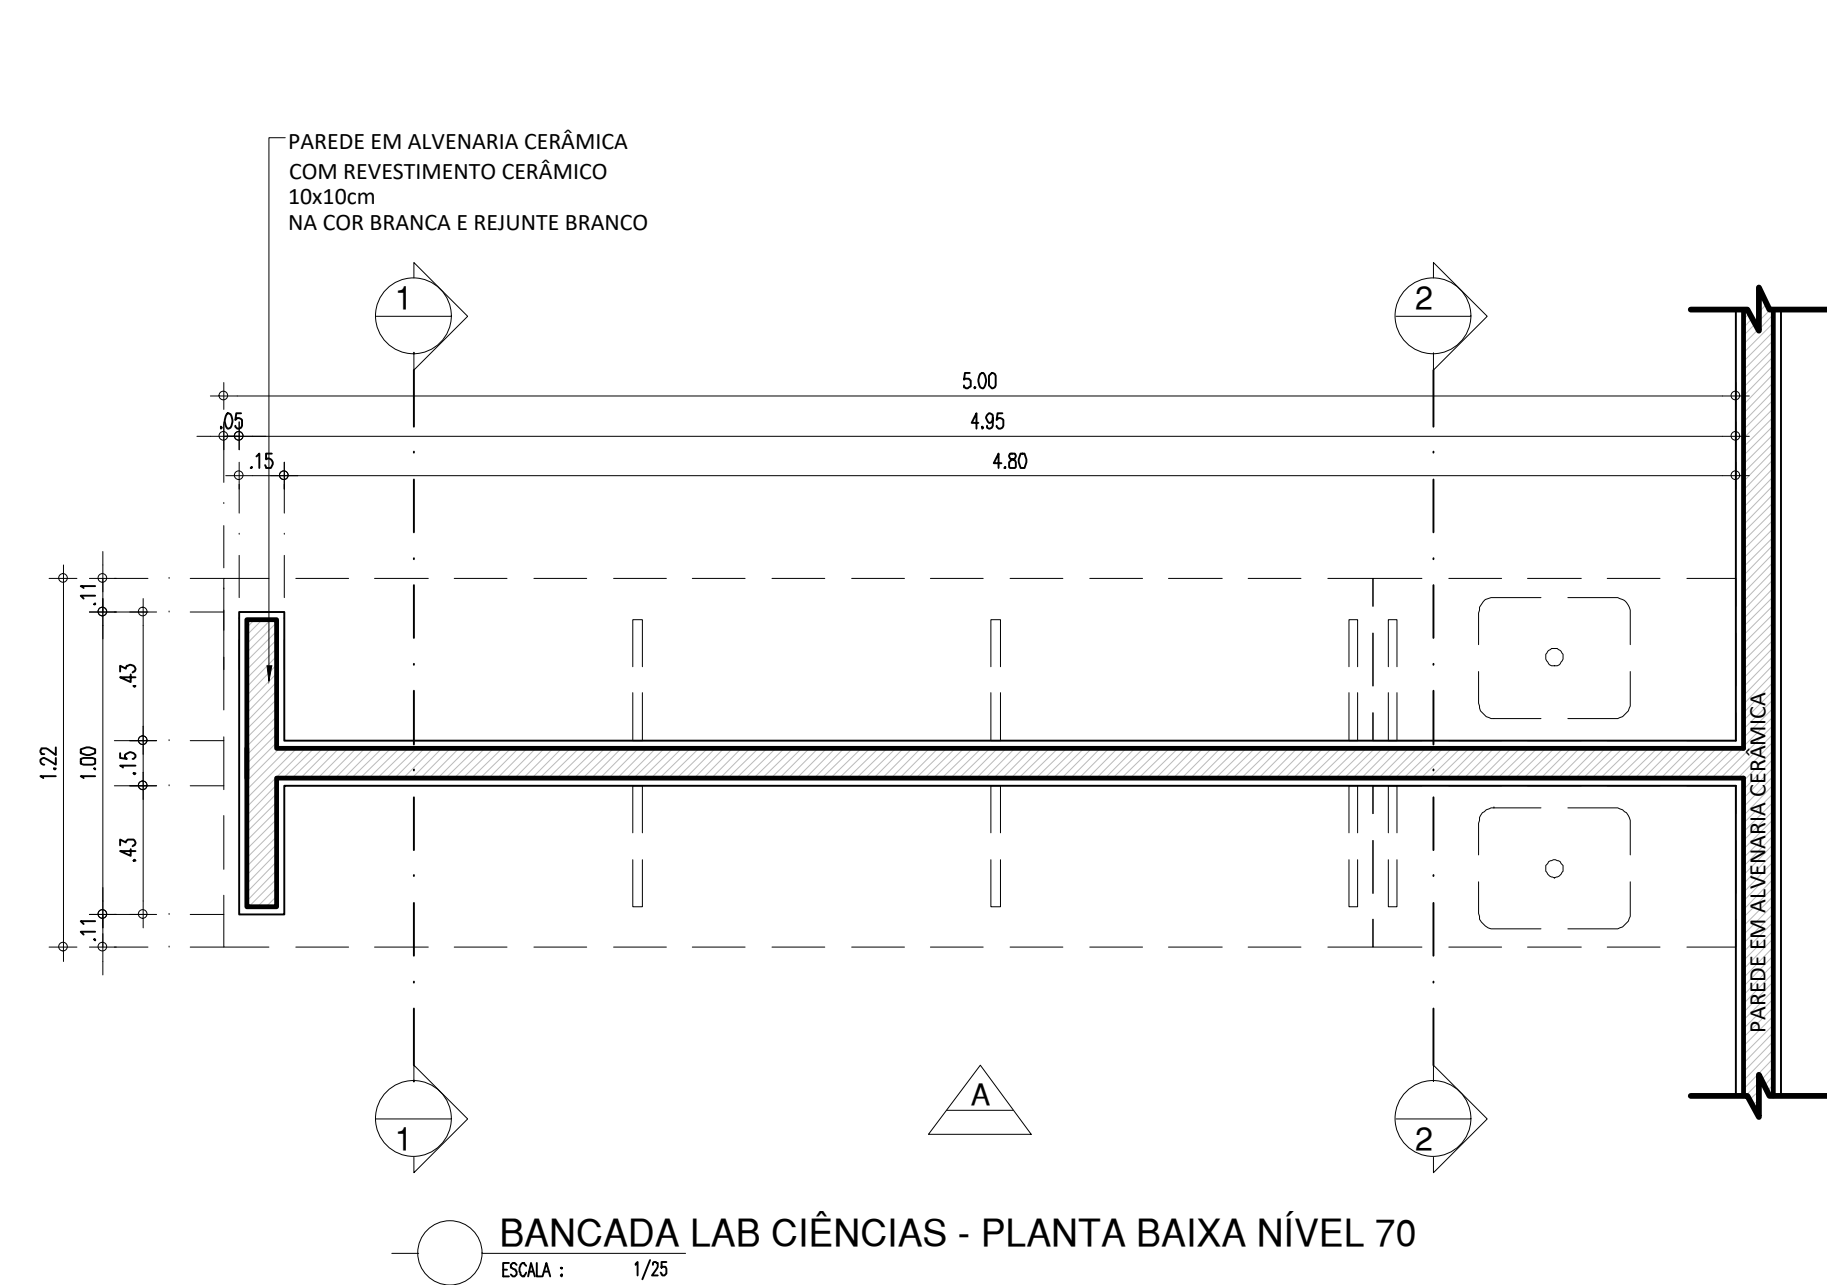 PAREDE EM ALVENARIA CERÂMICA
COM REVESTIMENTO CERÂMICO
10x10cm
NA COR BRANCA E REJUNTE BRANCO
1
2
5.00
.05
4.95
.15
4.80
.11
.43
1.22
1.00
.15
.43
.11
PAREDE EM ALVENARIA CERÂMICA
A
1
2
BANCADA LAB CIÊNCIAS - PLANTA BAIXA NÍVEL 70
ESCALA : 1/25